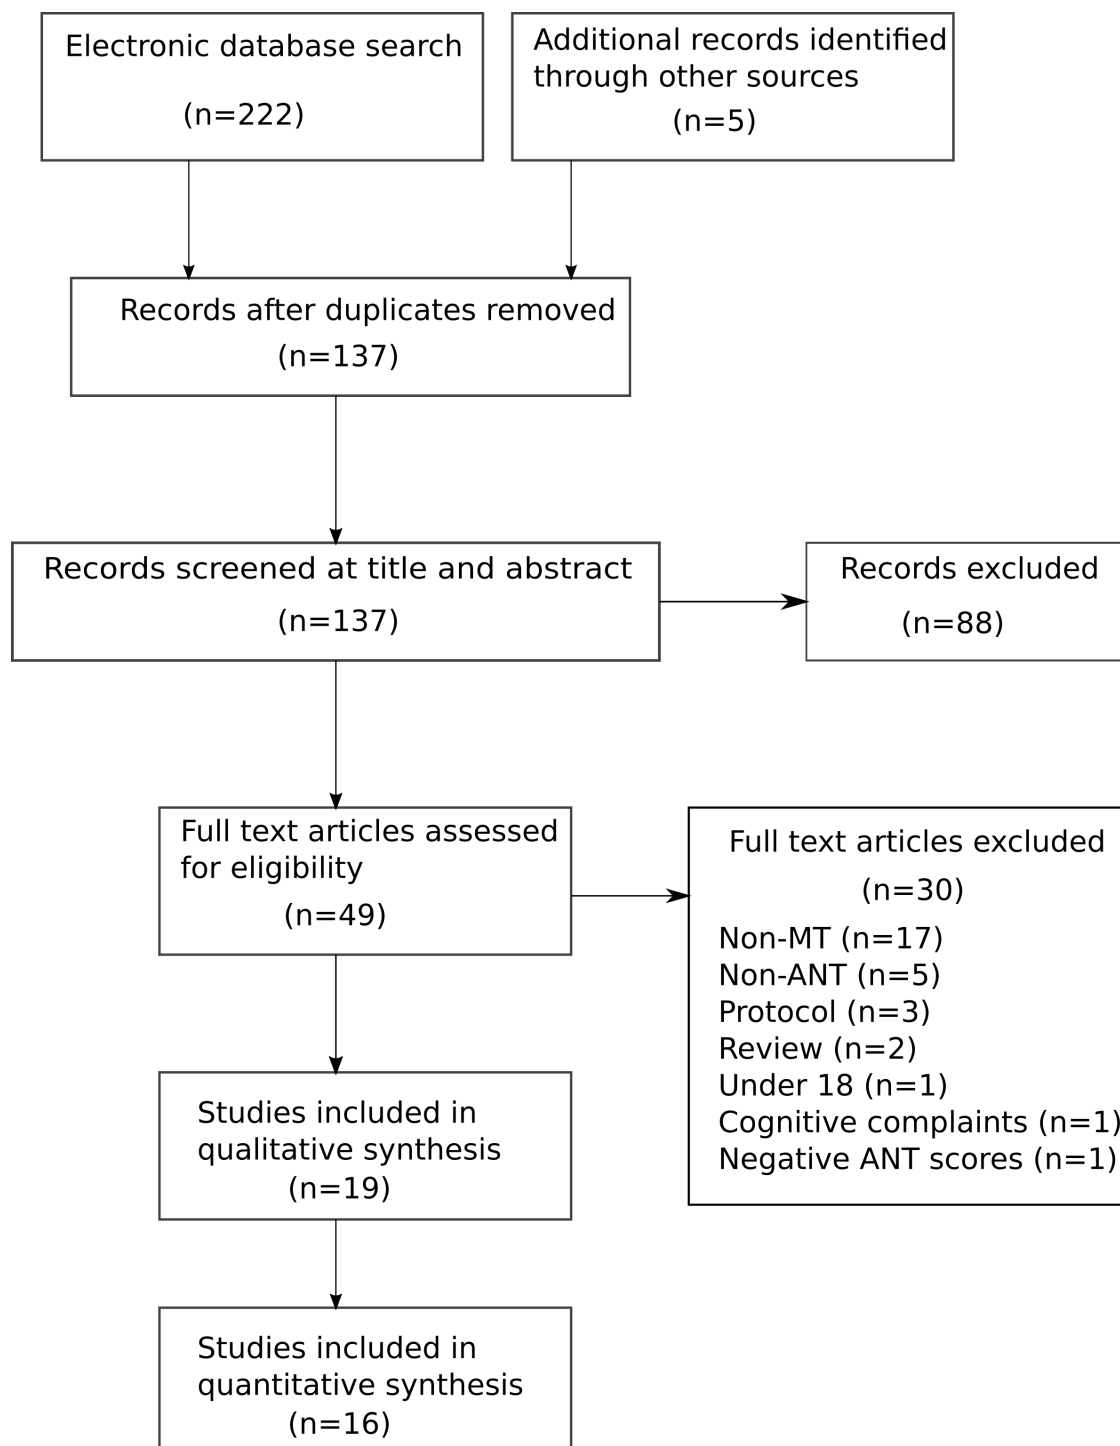 Electronic database search
(n=222)
Additional records identified
through other sources
(n=5)
Records after duplicates removed
(n=137)
Records screened at title and abstract
(n=137)
Records excluded
(n=88)
Full text articles assessed
for eligibility
(n=49)
Full text articles excluded
(n=30)
Non-MT (n=17)
Non-ANT (n=5)
Protocol (n=3)
Review (n=2)
Under 18 (n=1)
Cognitive complaints (n=1)
Negative ANT scores (n=1)
Studies included in
qualitative synthesis
(n=19)
Studies included in
quantitative synthesis
(n=16)